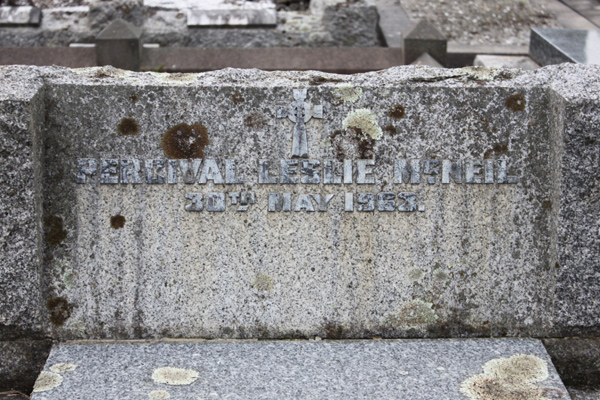 PERCIVAL LESLIE McNEIL
30TH MAY 1963.